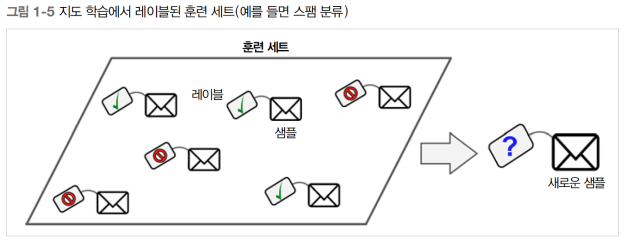 그림 1-5 지도 학습에서 레이블된 훈련 세트(예를 들면 스팸 분류)
훈련 세트
레이블
샘플
?
새로운 샘플